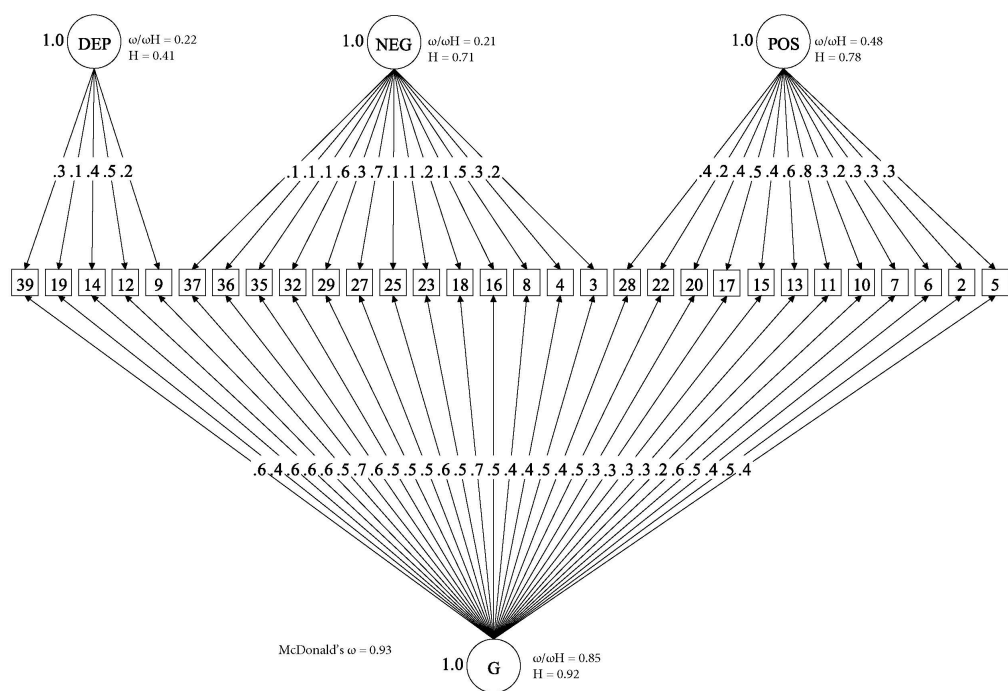 1.0 DEP ω/ωH = 0.22
H = 0.41
1.0 NEG ω/ωH = 0.21
H = 0.71
1.0 POS ω/ωH = 0.48
H = 0.78
.3 .1 .4 .5 .2 .1 .1 .1 .6 .3 .7 .1 .1 .2 .1 .5 .3 .2 .4 .2 .4 .5 .4 .6 .8 .3 .2 .3 .3 .3
39 19 14 12 9 37 36 35 32 29 27 25 23 18 16 8 4 3 28 22 20 17 15 13 11 10 7 6 2 5
.6 .4 .6 .6 .6 .5 .7 .6 .5 .5 .5 .6 .5 .7 .5 .4 .4 .5 .4 .5 .3 .3 .3 .3 .2 .6 .5 .4 .5 .4
McDonald's ω = 0.93
1.0 G ω/ωH = 0.85
H = 0.92